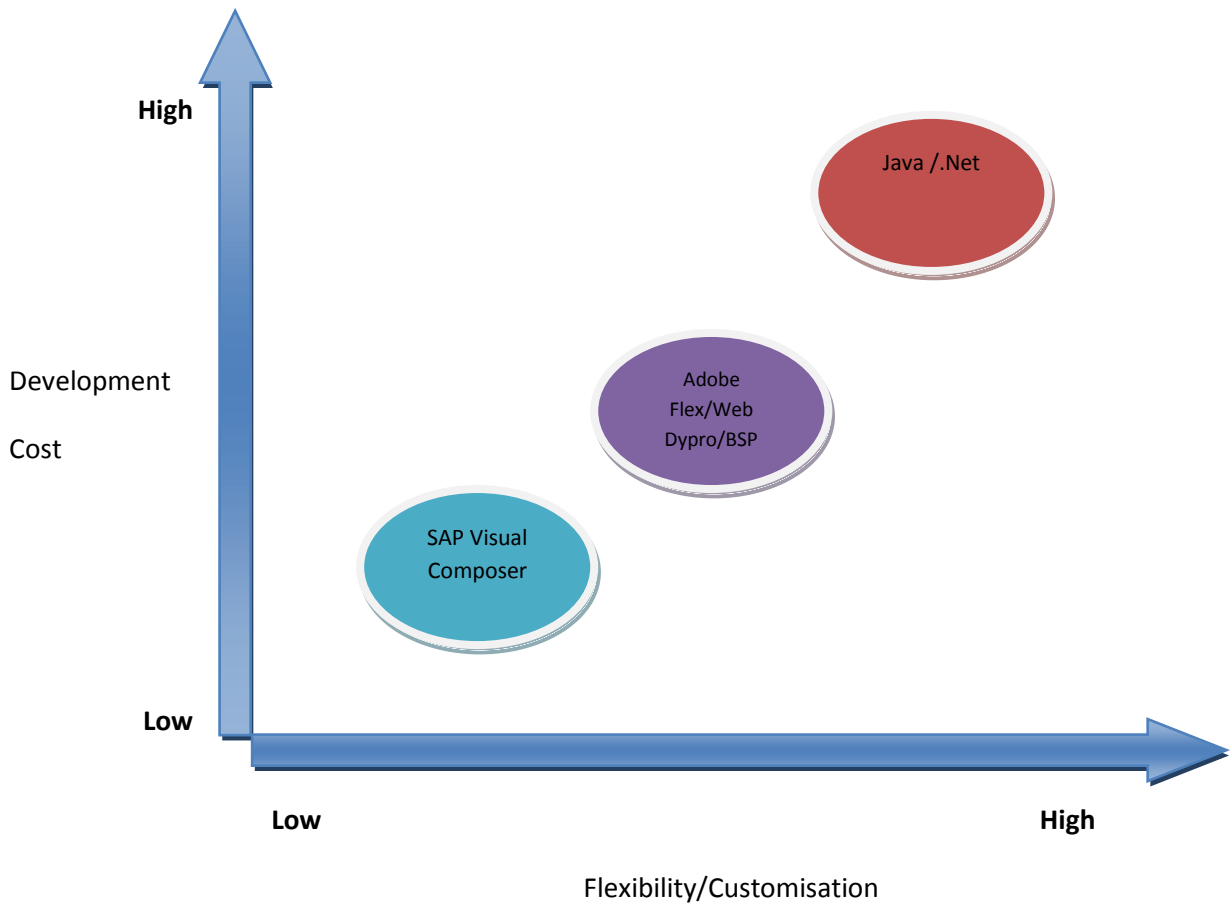 High
Java /.Net
Development
Cost
Adobe
Flex/Web
Dypro/BSP
SAP Visual
Composer
Low
Low
High
Flexibility/Customisation